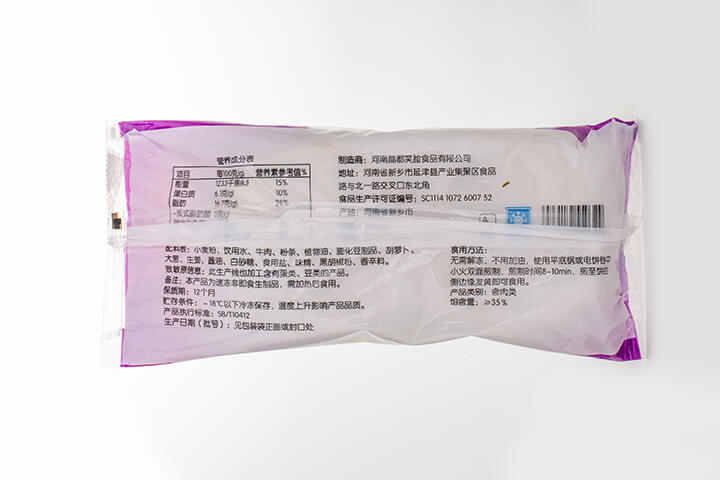 营养成分表
项目 每100克(g) 营养素参考值%
能量 1233千焦(kJ) 15%
蛋白质 6.1克(g) 10%
脂肪 16.7克(g) 28%
制造商：河南晶都笑脸食品有限公司
地址：河南省新乡市延津县产业集聚区食品
路与北一路交叉口东北角
食品生产许可证编号：SC1114 1072 6007 52
产地：河南省新乡市
配料表：小麦粉、饮用水、牛肉、粉条、植物油、膨化豆制品、胡萝卜、
大葱、生姜、酱油、白砂糖、食用盐、味精、黑胡椒粉、香辛料。
致敏原信息：此生产线也加工含有蛋类、豆类的产品。
备注：本产品为速冻非即食生制品，需加热后食用。
保质期：12个月
贮存条件：-18℃以下冷冻保存，温度上升影响产品品质。
产品执行标准：SB/T10412
生产日期（批号）：见包装袋正面或封口处
食用方法：
无需解冻，不用加油，使用平底锅或电饼铛中
小火双面煎制，煎制时间8-10min，煎至饼胚
侧边缘发黄即可食用。
产品类别：含肉类
馅含量：≥35%